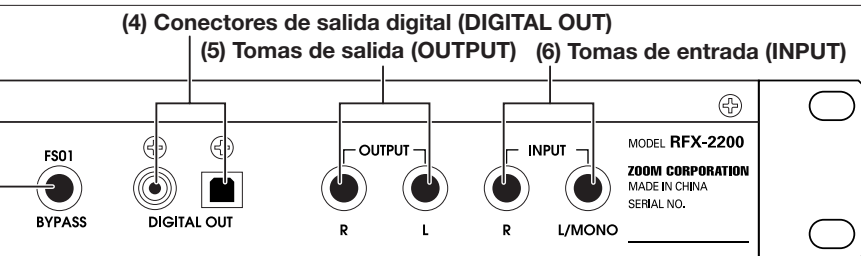 (4) Conectores de salida digital (DIGITAL OUT)
(5) Tomas de salida (OUTPUT)
(6) Tomas de entrada (INPUT)
FS01
BYPASS
DIGITAL OUT
OUTPUT
R
L
INPUT
R
L/MONO
MODEL RFX-2200
ZOOM CORPORATION
MADE IN CHINA
SERIAL NO.